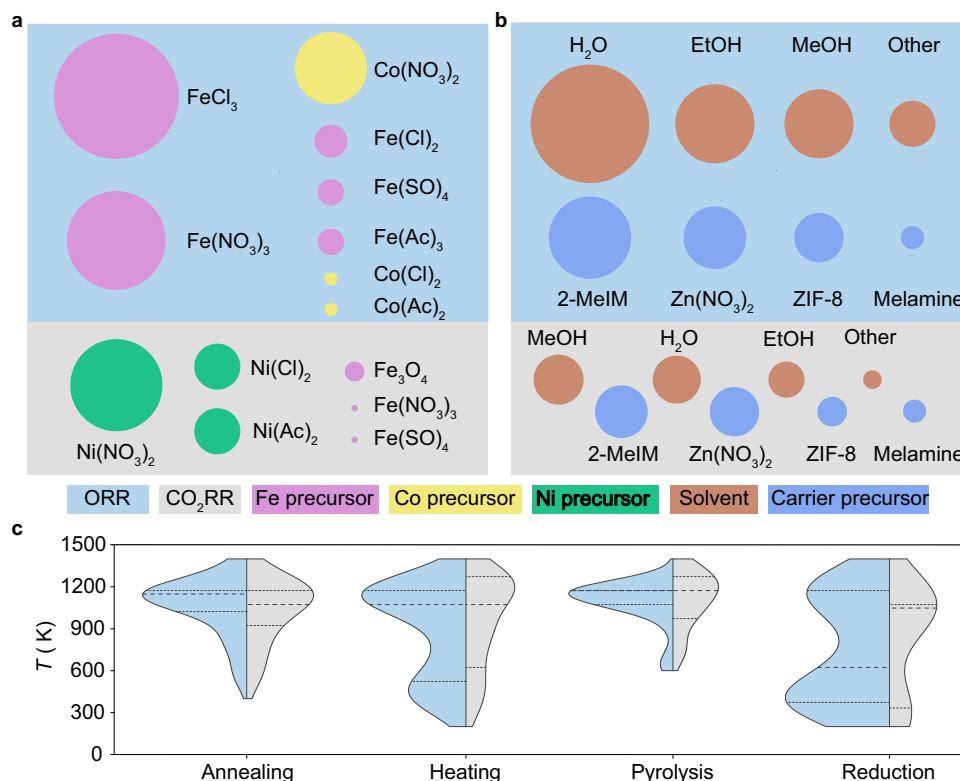 a
FeCl₃
Fe(NO₃)₃
Co(NO₃)₂
Fe(Cl)₂
Fe(SO)₄
Fe(Ac)₃
Co(Cl)₂
Co(Ac)₂
Ni(NO₃)₂
Ni(Cl)₂
Ni(Ac)₂
Fe₃O₄
Fe(NO₃)₃
Fe(SO)₄
b
H₂O EtOH MeOH Other
2-MeIM Zn(NO₃)₂ ZIF-8 Melamine
MeOH H₂O EtOH Other
2-MeIM Zn(NO₃)₂ ZIF-8 Melamine
ORR CO₂RR Fe precursor Co precursor Ni precursor Solvent Carrier precursor
c
T (K)
1500
1200
900
600
300
0
Annealing Heating Pyrolysis Reduction